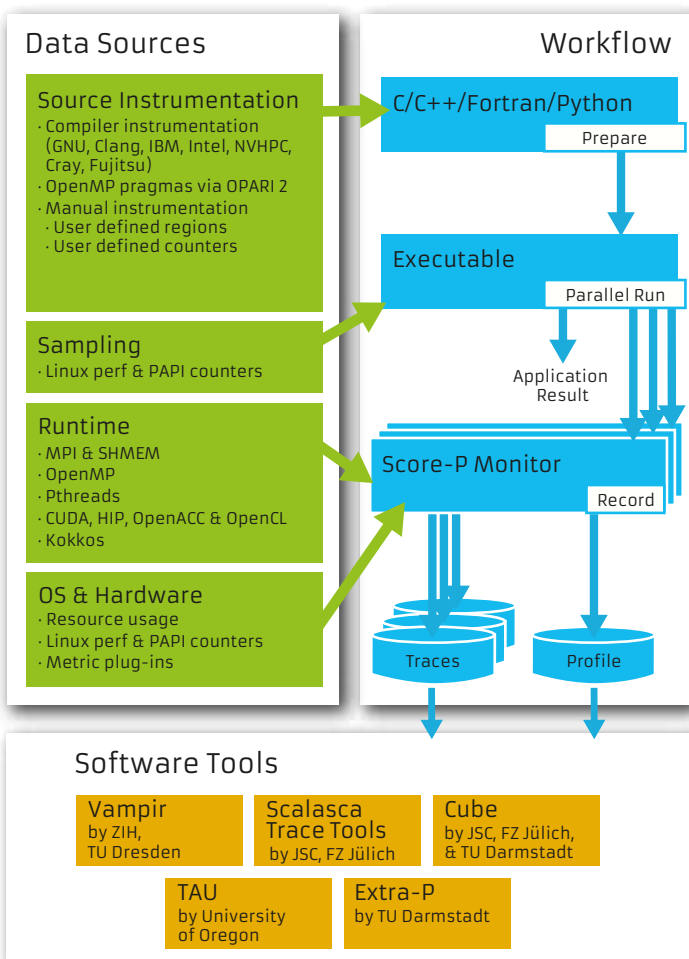 Data Sources
Source Instrumentation
· Compiler instrumentation
(GNU, Clang, IBM, Intel, NVHPC,
Cray, Fujitsu)
· OpenMP pragmas via OPARI 2
· Manual instrumentation
· User defined regions
· User defined counters
Sampling
· Linux perf & PAPI counters
Runtime
· MPI & SHMEM
· OpenMP
· Pthreads
· CUDA, HIP, OpenACC & OpenCL
· Kokkos
OS & Hardware
· Resource usage
· Linux perf & PAPI counters
· Metric plug-ins
Workflow
C/C++/Fortran/Python
Prepare
Executable
Parallel Run
Application
Result
Score-P Monitor
Record
Traces
Profile
Software Tools
Vampir
by ZIH,
TU Dresden
Scalasca
Trace Tools
by JSC, FZ Jülich
Cube
by JSC, FZ Jülich,
& TU Darmstadt
TAU
by University
of Oregon
Extra-P
by TU Darmstadt